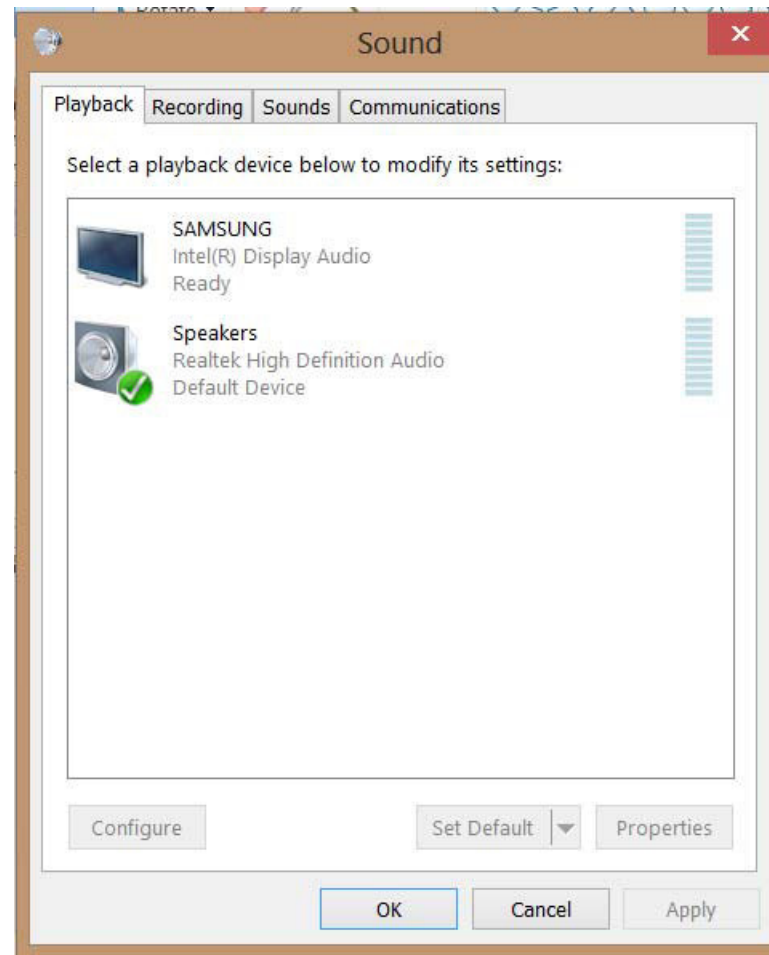 Rotate
Sound
Playback Recording Sounds Communications
Select a playback device below to modify its settings:
SAMSUNG
Intel(R) Display Audio
Ready
Speakers
Realtek High Definition Audio
Default Device
Configure Set Default Properties
OK Cancel Apply